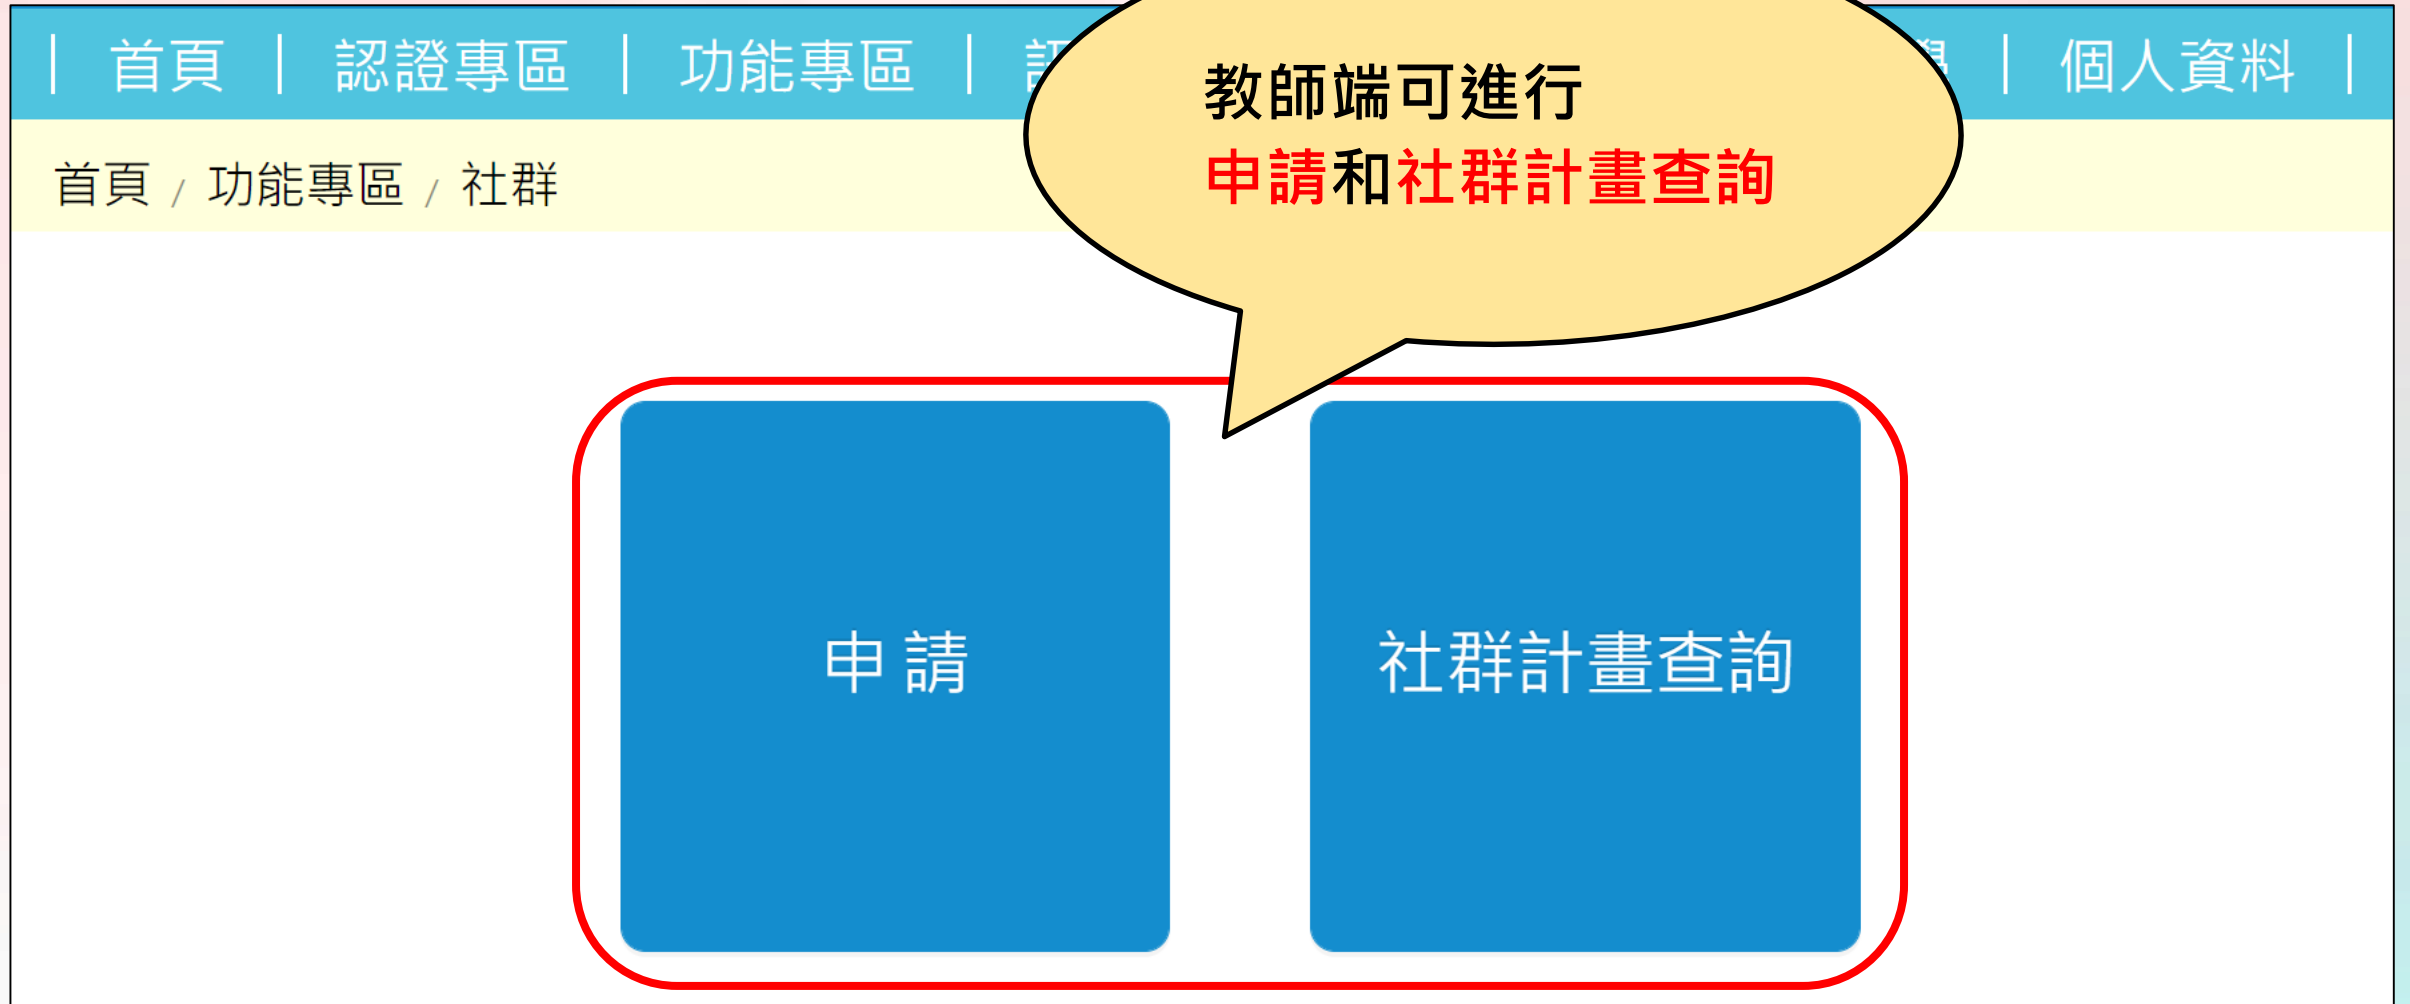 首頁 認證專區 功能專區 個人資料
教師端可進行
申請和社群計畫查詢
首頁 / 功能專區 / 社群
申請
社群計畫查詢